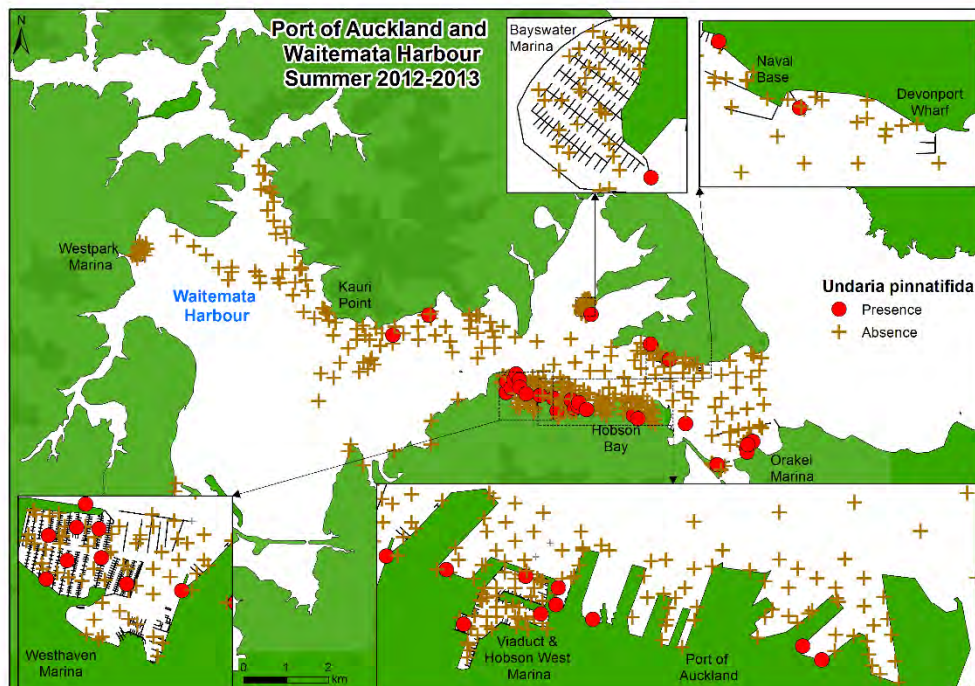 N
Port of Auckland and
Waitemata Harbour
Summer 2012-2013
Bayswater
Marina
Naval
Base
Devonport
Wharf
Westpark
Marina
Waitemata
Harbour
Kauri
Point
Undaria pinnatifida
Presence
Absence
Hobson
Bay
Orakei
Marina
Westhaven
Marina
0 1 2
km
Viaduct &
Hobson West
Marina
Port of
Auckland